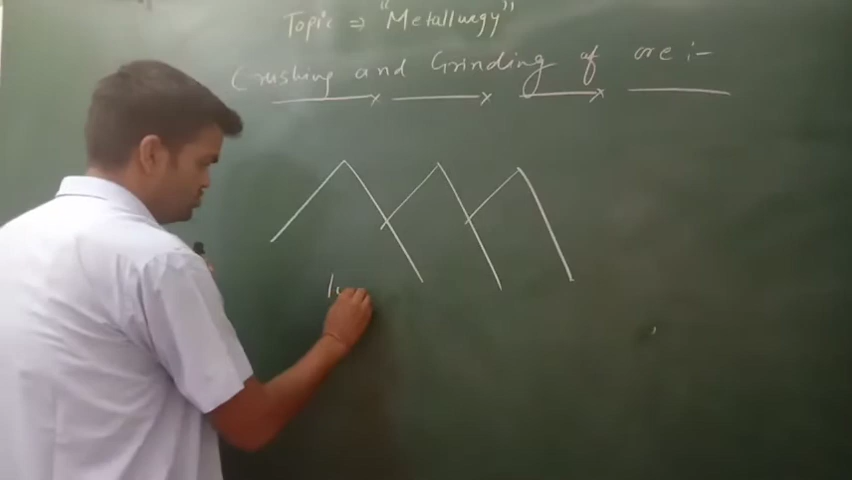 Topic ⇒ "Metallurgy"
Crushing and Grinding of ore :-